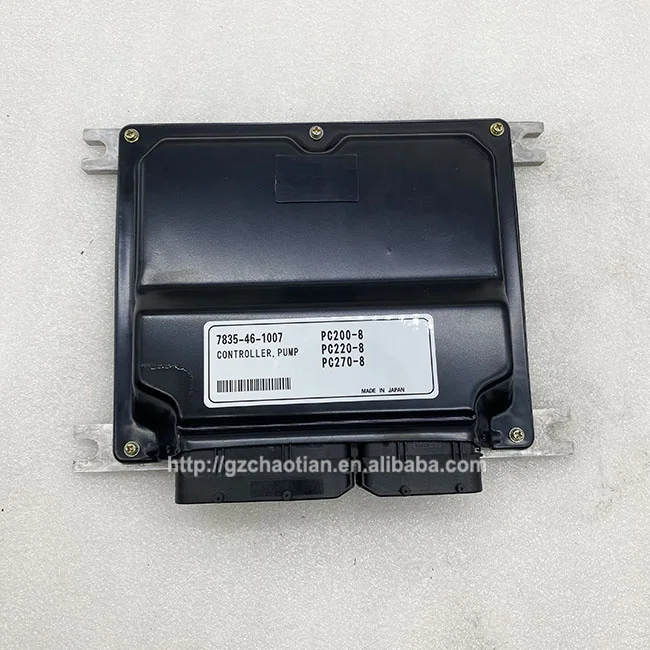 7835-46-1007 PC200-8
CONTROLLER, PUMP PC220-8
PC270-8
MADE IN JAPAN
http://gzchaotian.en.alibaba.com